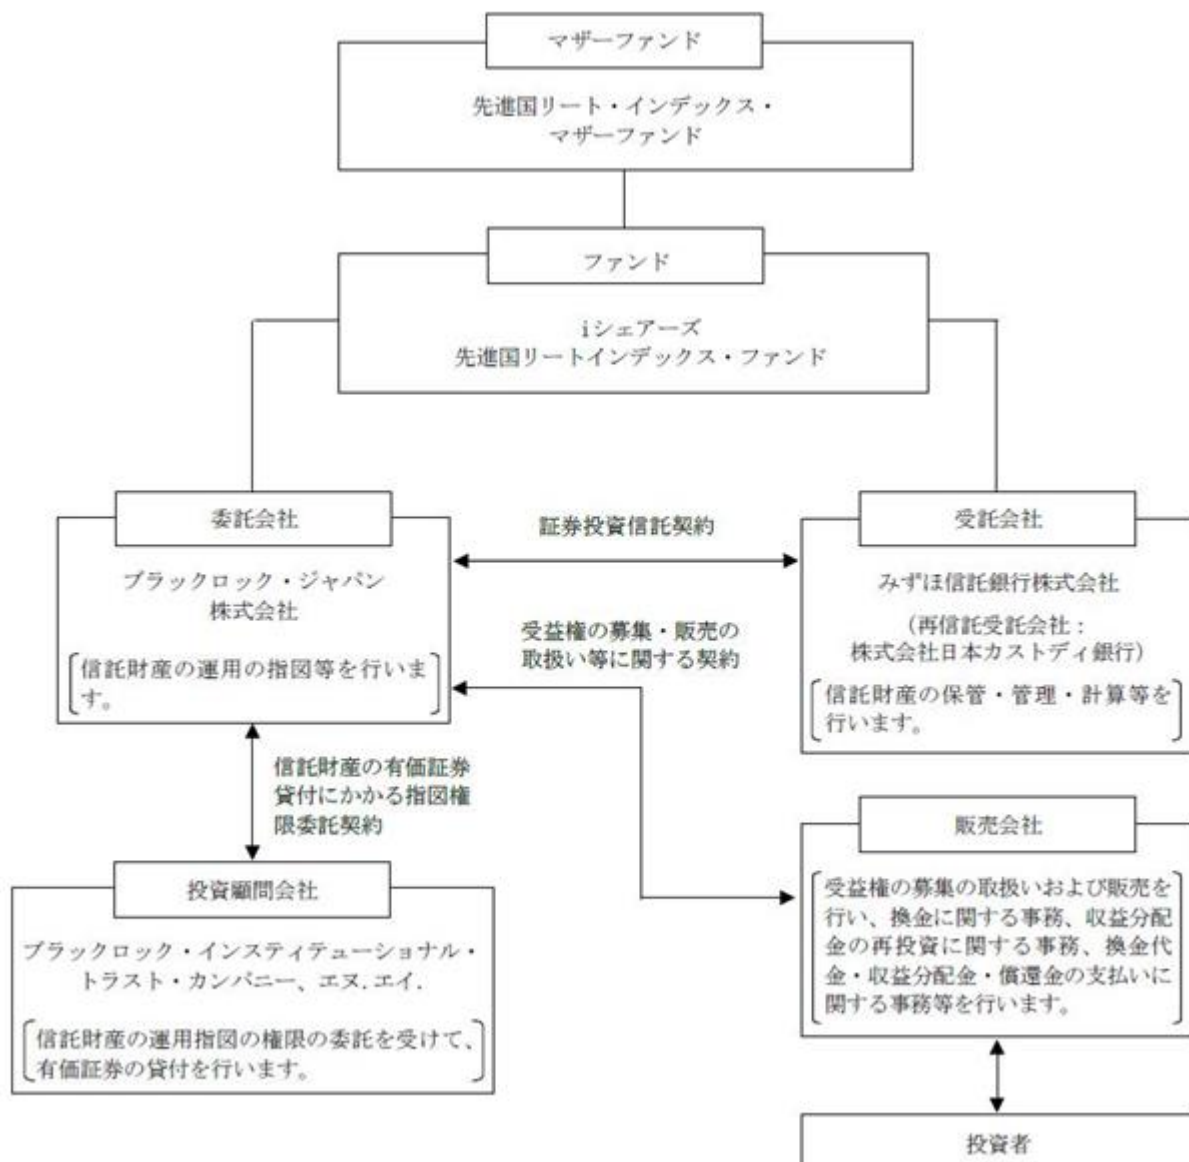 マザーファンド
先進国リート・インデックス・
マザーファンド
ファンド
iシェアーズ
先進国リートインデックス・ファンド
委託会社
ブラックロック・ジャパン
株式会社
信託財産の運用の指図等を行いま
す。
証券投資信託契約
受益権の募集・販売の
取扱い等に関する契約
受託会社
みずほ信託銀行株式会社
(再信託受託会社：
株式会社日本カストディ銀行)
信託財産の保管・管理・計算等を
行います。
信託財産の有価証券
貸付にかかる指図権
限委託契約
投資顧問会社
ブラックロック・インスティテューショナル・
トラスト・カンパニー、エヌ.エイ.
信託財産の運用指図の権限の委託を受けて、
有価証券の貸付を行います。
販売会社
受益権の募集の取扱いおよび販売を
行い、換金に関する事務、収益分配
金の再投資に関する事務、換金代
金・収益分配金・償還金の支払いに
関する事務等を行います。
投資者